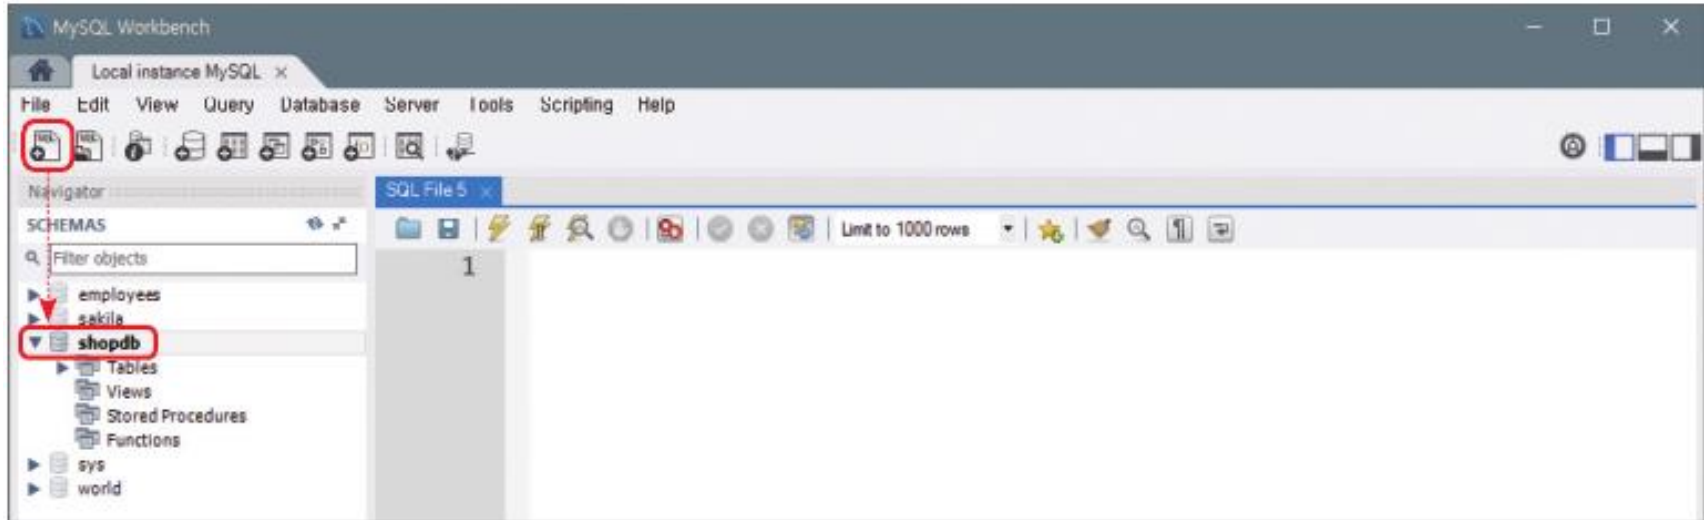 MySQL Workbench
Local instance MySQL
File Edit View Query Database Server Tools Scripting Help
Navigator
SQL File 5
SCHEMAS
Limit to 1000 rows
Filter objects
1
employees
sakila
shopdb
Tables
Views
Stored Procedures
Functions
sys
world